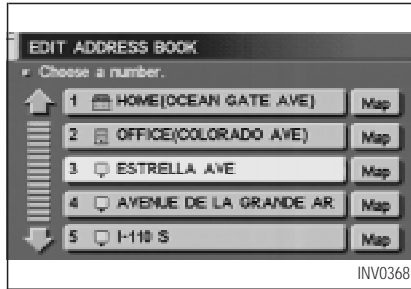 EDIT ADDRESS BOOK
Choose a number.
1 HOME(OCEAN GATE AVE) Map
2 OFFICE(COLORADO AVE) Map
3 ESTRELLA AVE Map
4 AVENUE DE LA GRANDE AR Map
5 I-110 S Map
INV0368